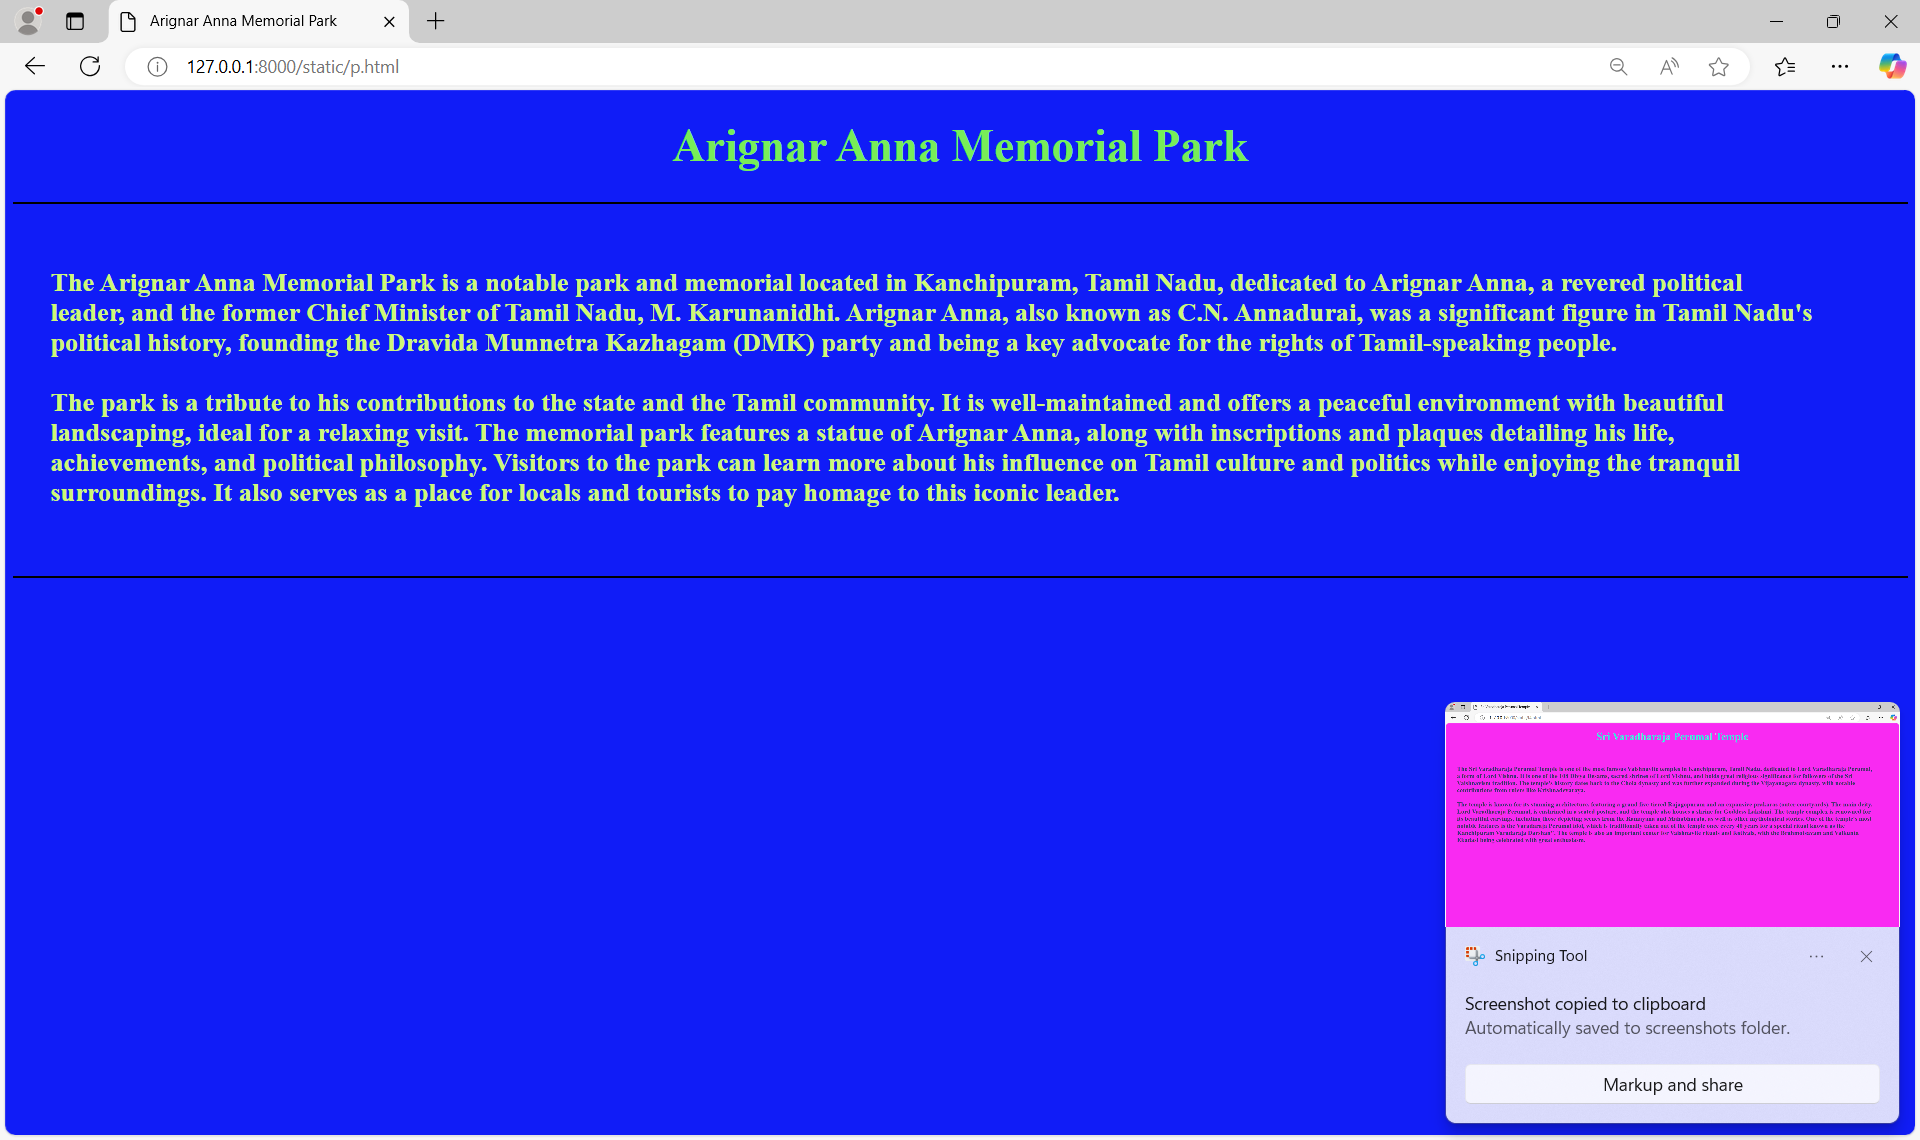 Arignar Anna Memorial Park
127.0.0.1:8000/static/p.html
Arignar Anna Memorial Park
The Arignar Anna Memorial Park is a notable park and memorial located in Kanchipuram, Tamil Nadu, dedicated to Arignar Anna, a revered political
leader, and the former Chief Minister of Tamil Nadu, M. Karunanidhi. Arignar Anna, also known as C.N. Annadurai, was a significant figure in Tamil Nadu's
political history, founding the Dravida Munnetra Kazhagam (DMK) party and being a key advocate for the rights of Tamil-speaking people.
The park is a tribute to his contributions to the state and the Tamil community. It is well-maintained and offers a peaceful environment with beautiful
landscaping, ideal for a relaxing visit. The memorial park features a statue of Arignar Anna, along with inscriptions and plaques detailing his life,
achievements, and political philosophy. Visitors to the park can learn more about his influence on Tamil culture and politics while enjoying the tranquil
surroundings. It also serves as a place for locals and tourists to pay homage to this iconic leader.
Sri Varadharaja Perumal Temple
Snipping Tool
Screenshot copied to clipboard
Automatically saved to screenshots folder.
Markup and share